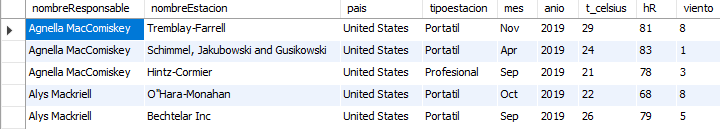 nombreResponsable nombreEstacion pais tipoestacion mes anio t_celsius hR viento
Agnella MacComiskey Tremblay-Farrell United States Portatil Nov 2019 29 81 8
Agnella MacComiskey Schimmel, Jakubowski and Gusikowski United States Portatil Apr 2019 24 83 1
Agnella MacComiskey Hintz-Cormier United States Profesional Sep 2019 21 78 3
Alys Mackriell O"Hara-Monahan United States Portatil Oct 2019 22 68 8
Alys Mackriell Bechtelar Inc United States Portatil Sep 2019 26 79 5